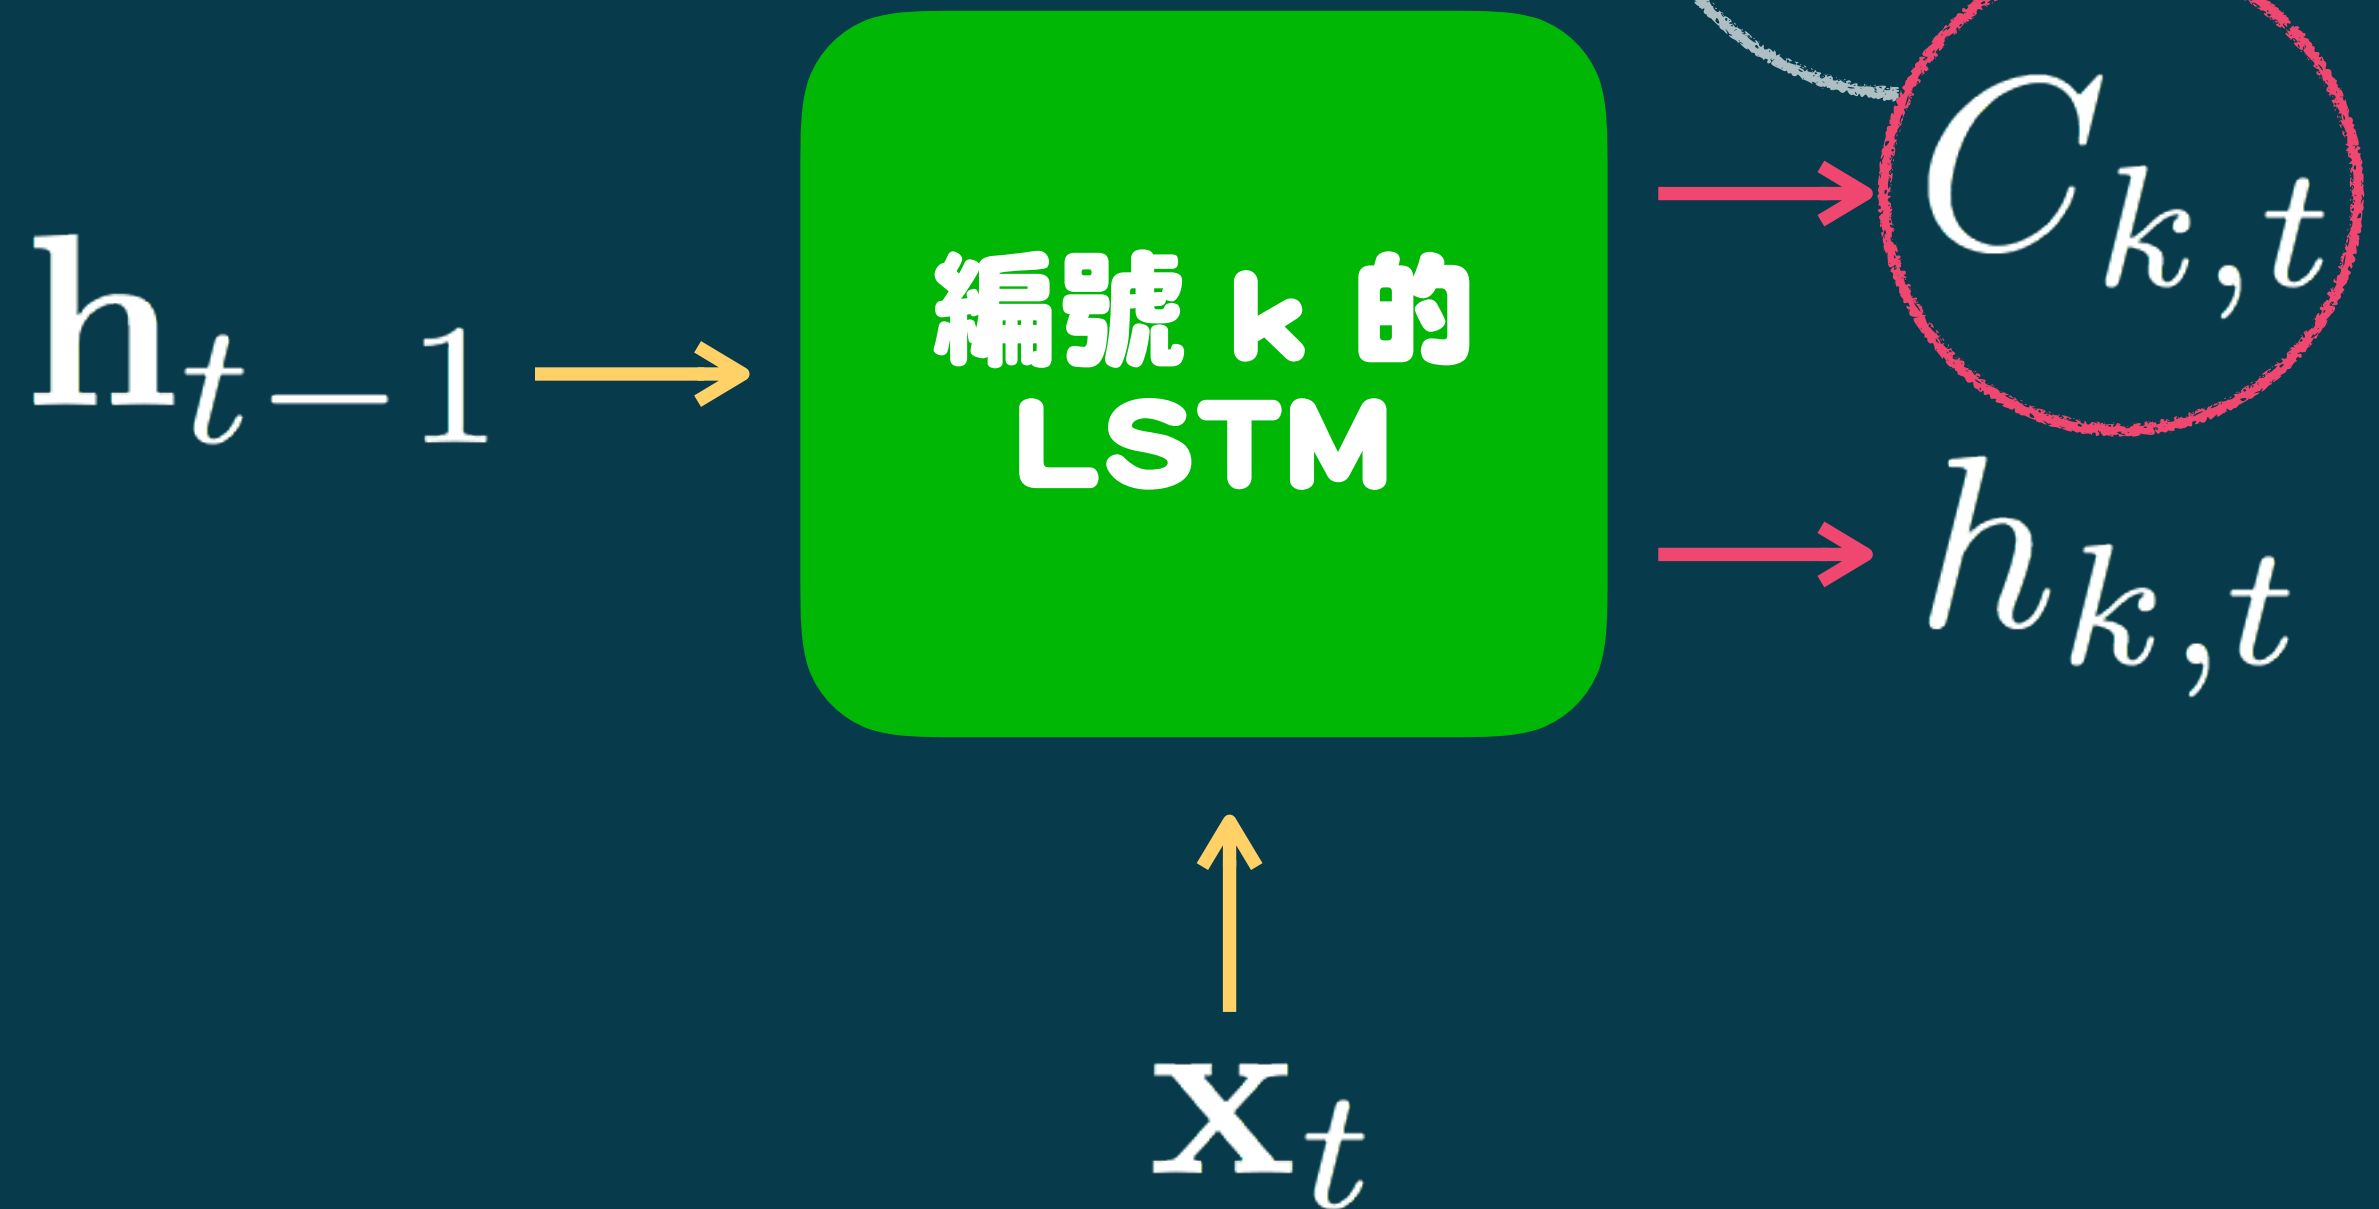 C_{k,t}
h_{t-1}
編號 k 的
LSTM
h_{k,t}
x_t